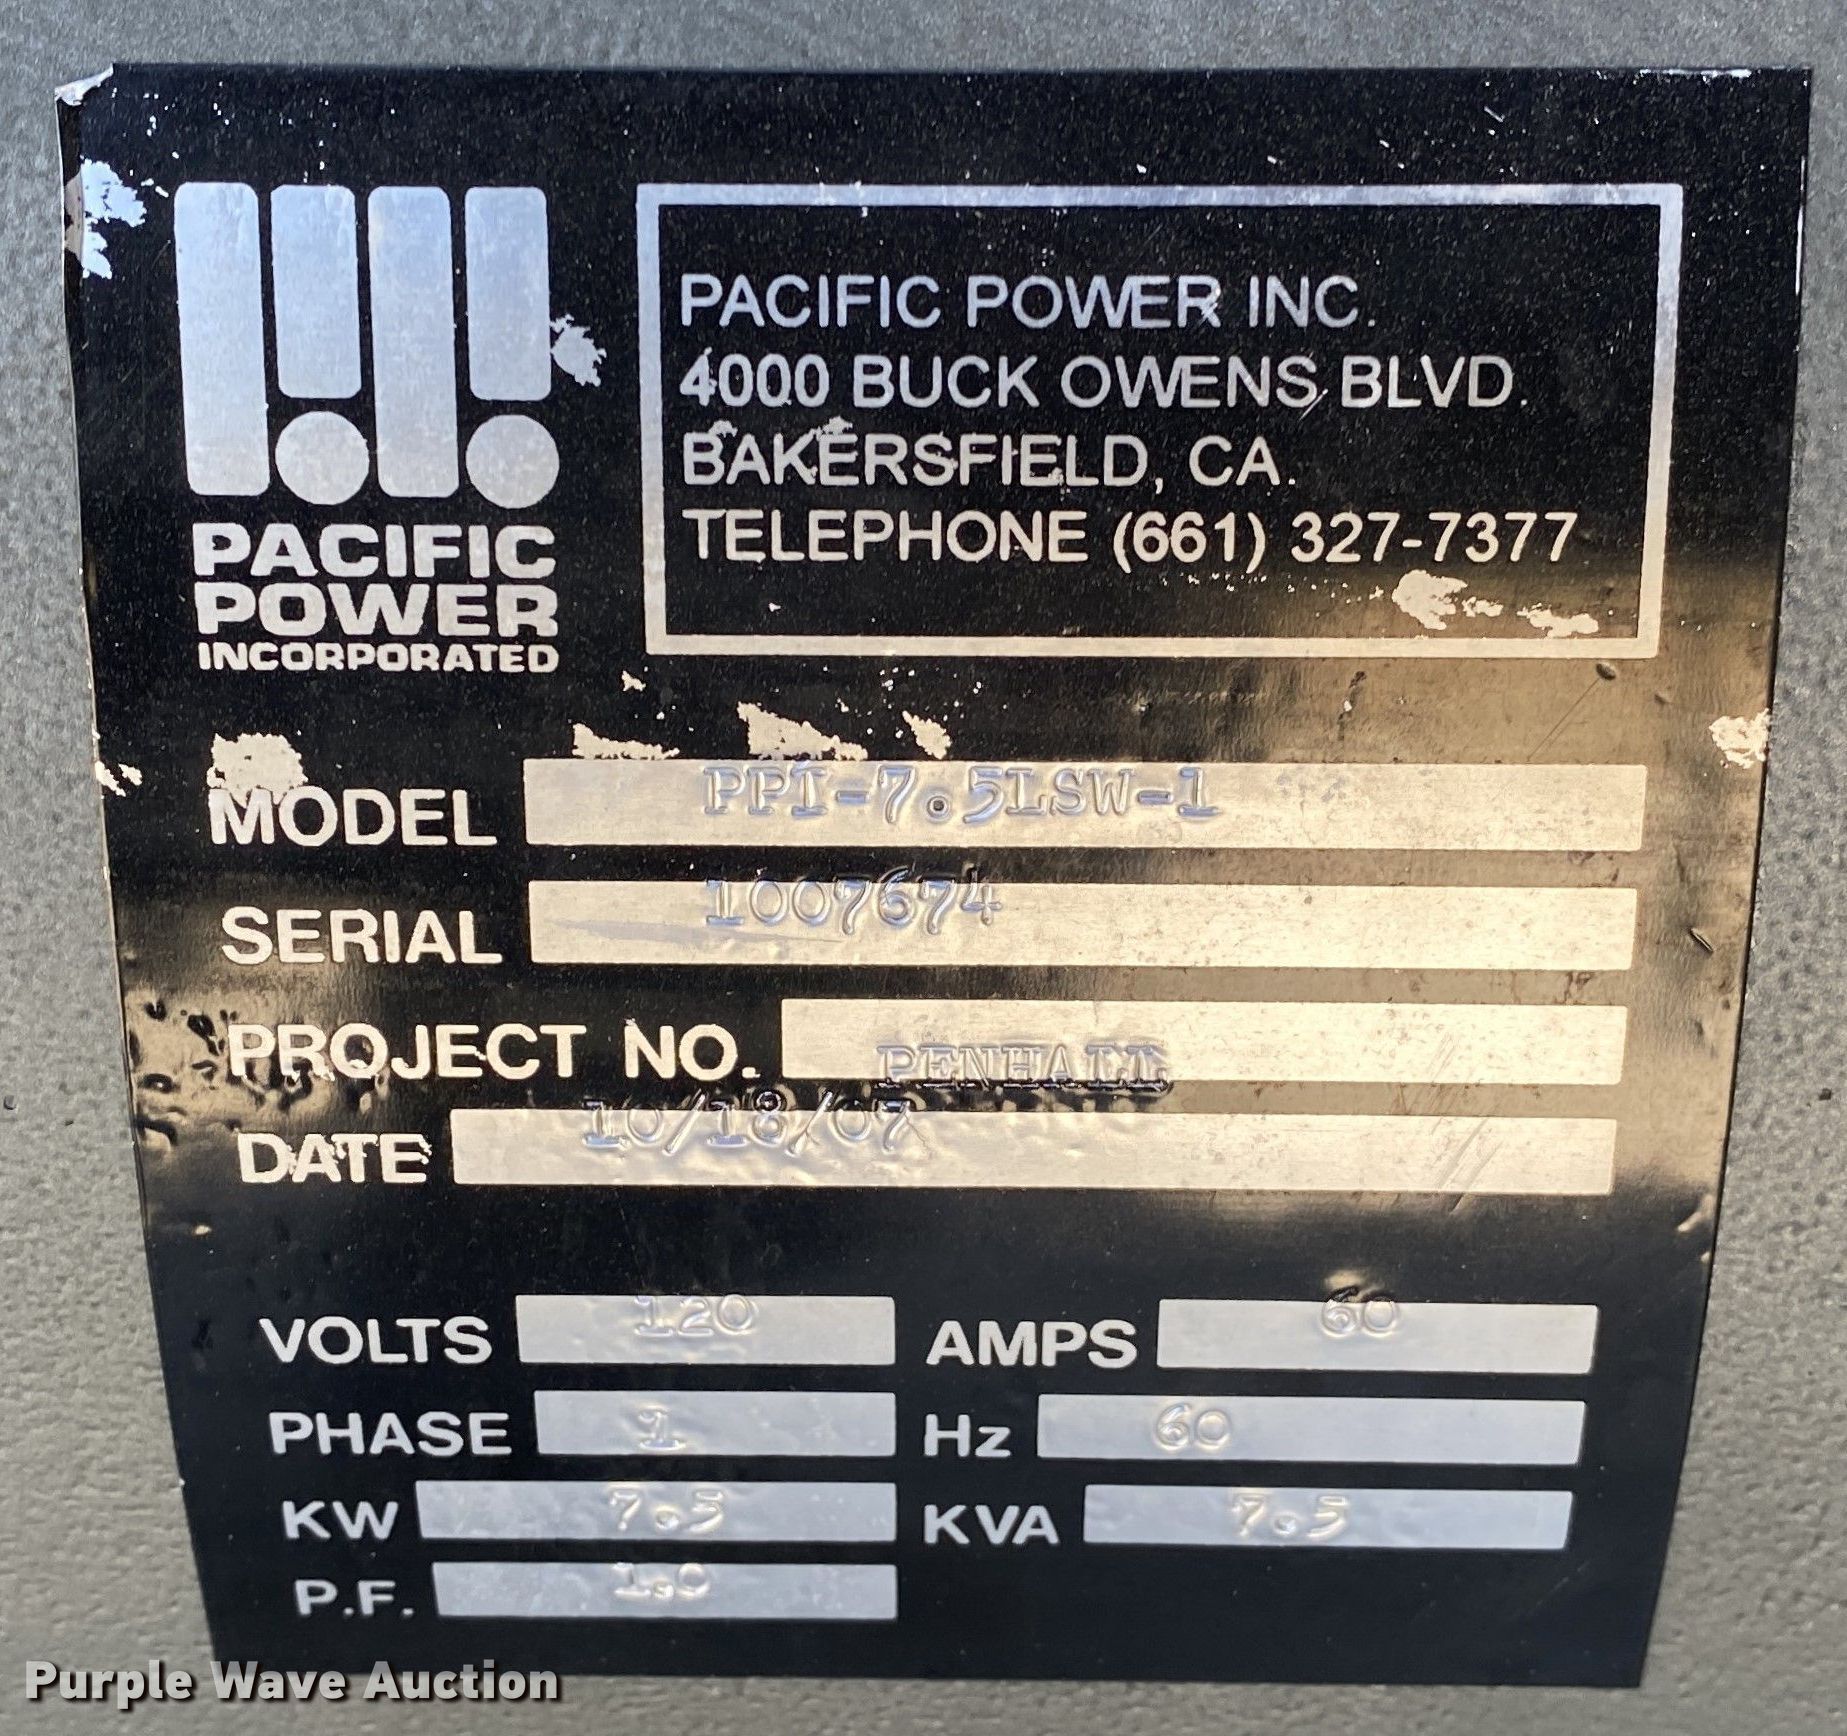 PACIFIC
POWER
INCORPORATED
PACIFIC POWER INC.
4000 BUCK OWENS BLVD.
BAKERSFIELD, CA.
TELEPHONE (661) 327-7377
MODEL PPI-7.5LSW-1
SERIAL 1007674
PROJECT NO. PENHALL
DATE 10/18/07
VOLTS 120 AMPS 60
PHASE 1 Hz 60
KW 7.5 KVA 7.5
P.F. 1.0
Purple Wave Auction